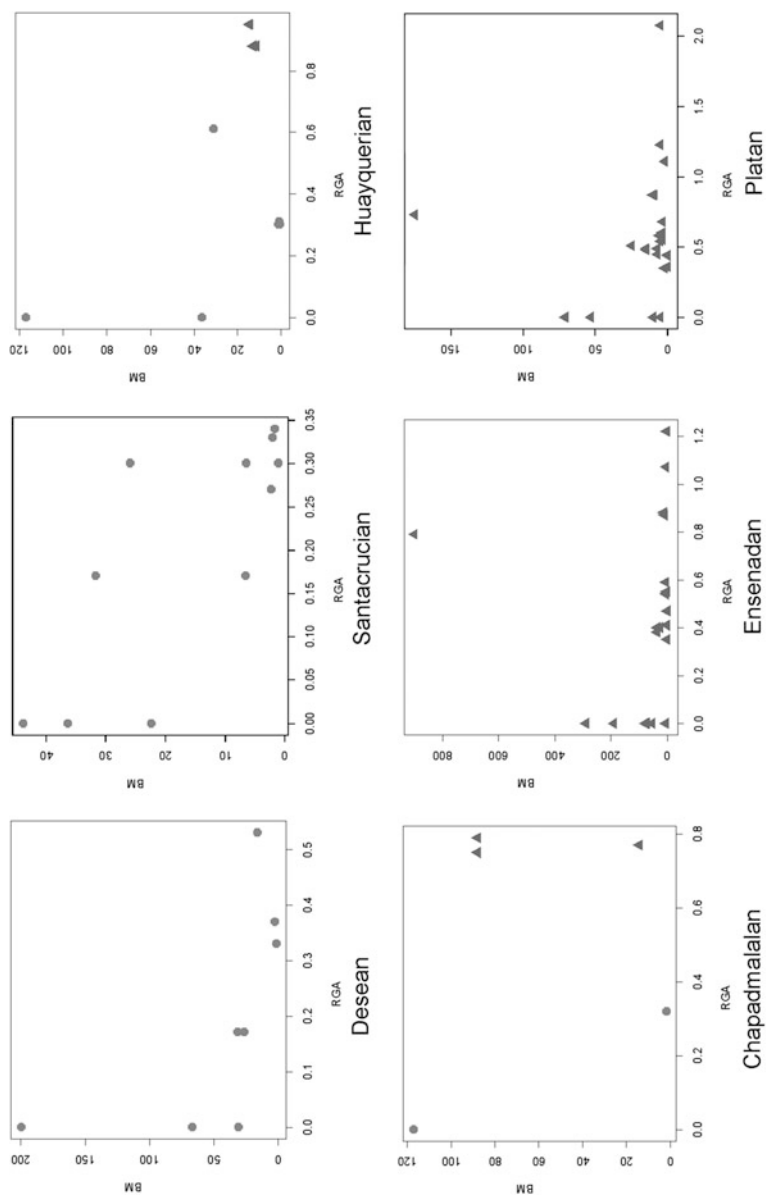 BM
200
150
100
50
0
0.0 0.1 0.2 0.3 0.4 0.5
RGA
Desean
BM
40
30
20
10
0
0.00 0.05 0.10 0.15 0.20 0.25 0.30 0.35
RGA
Santacrucian
BM
120
100
80
60
40
20
0
0.0 0.2 0.4 0.6 0.8
RGA
Huayquerian
BM
120
100
80
60
40
20
0
0.0 0.2 0.4 0.6 0.8
RGA
Chapadmalalan
BM
800
600
400
200
0
0.0 0.2 0.4 0.6 0.8 1.0 1.2
RGA
Ensenadan
BM
150
100
50
0
0.0 0.5 1.0 1.5 2.0
RGA
Platan